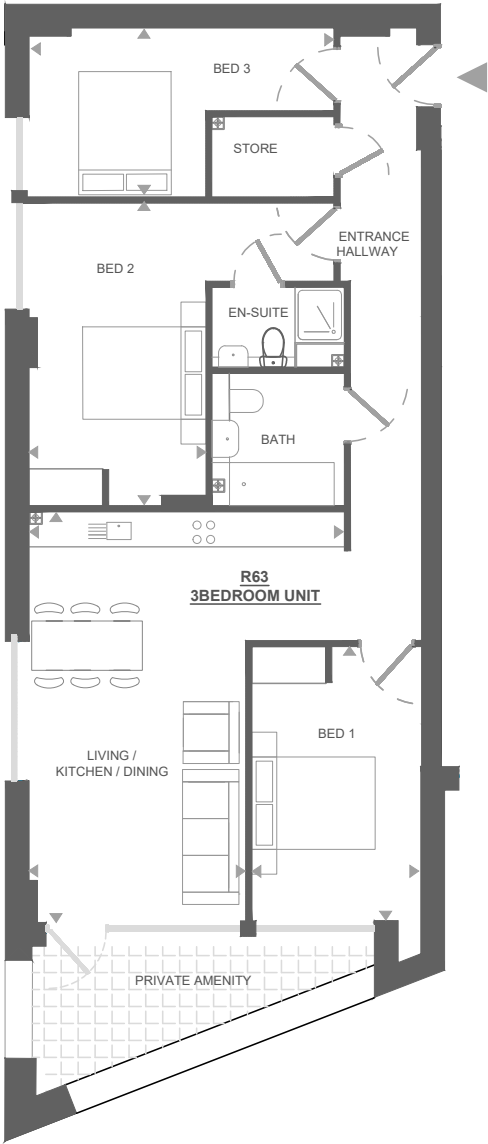 BED 3
STORE
ENTRANCE
HALLWAY
BED 2
EN-SUITE
BATH
R63
3BEDROOM UNIT
BED 1
LIVING /
KITCHEN / DINING
PRIVATE AMENITY